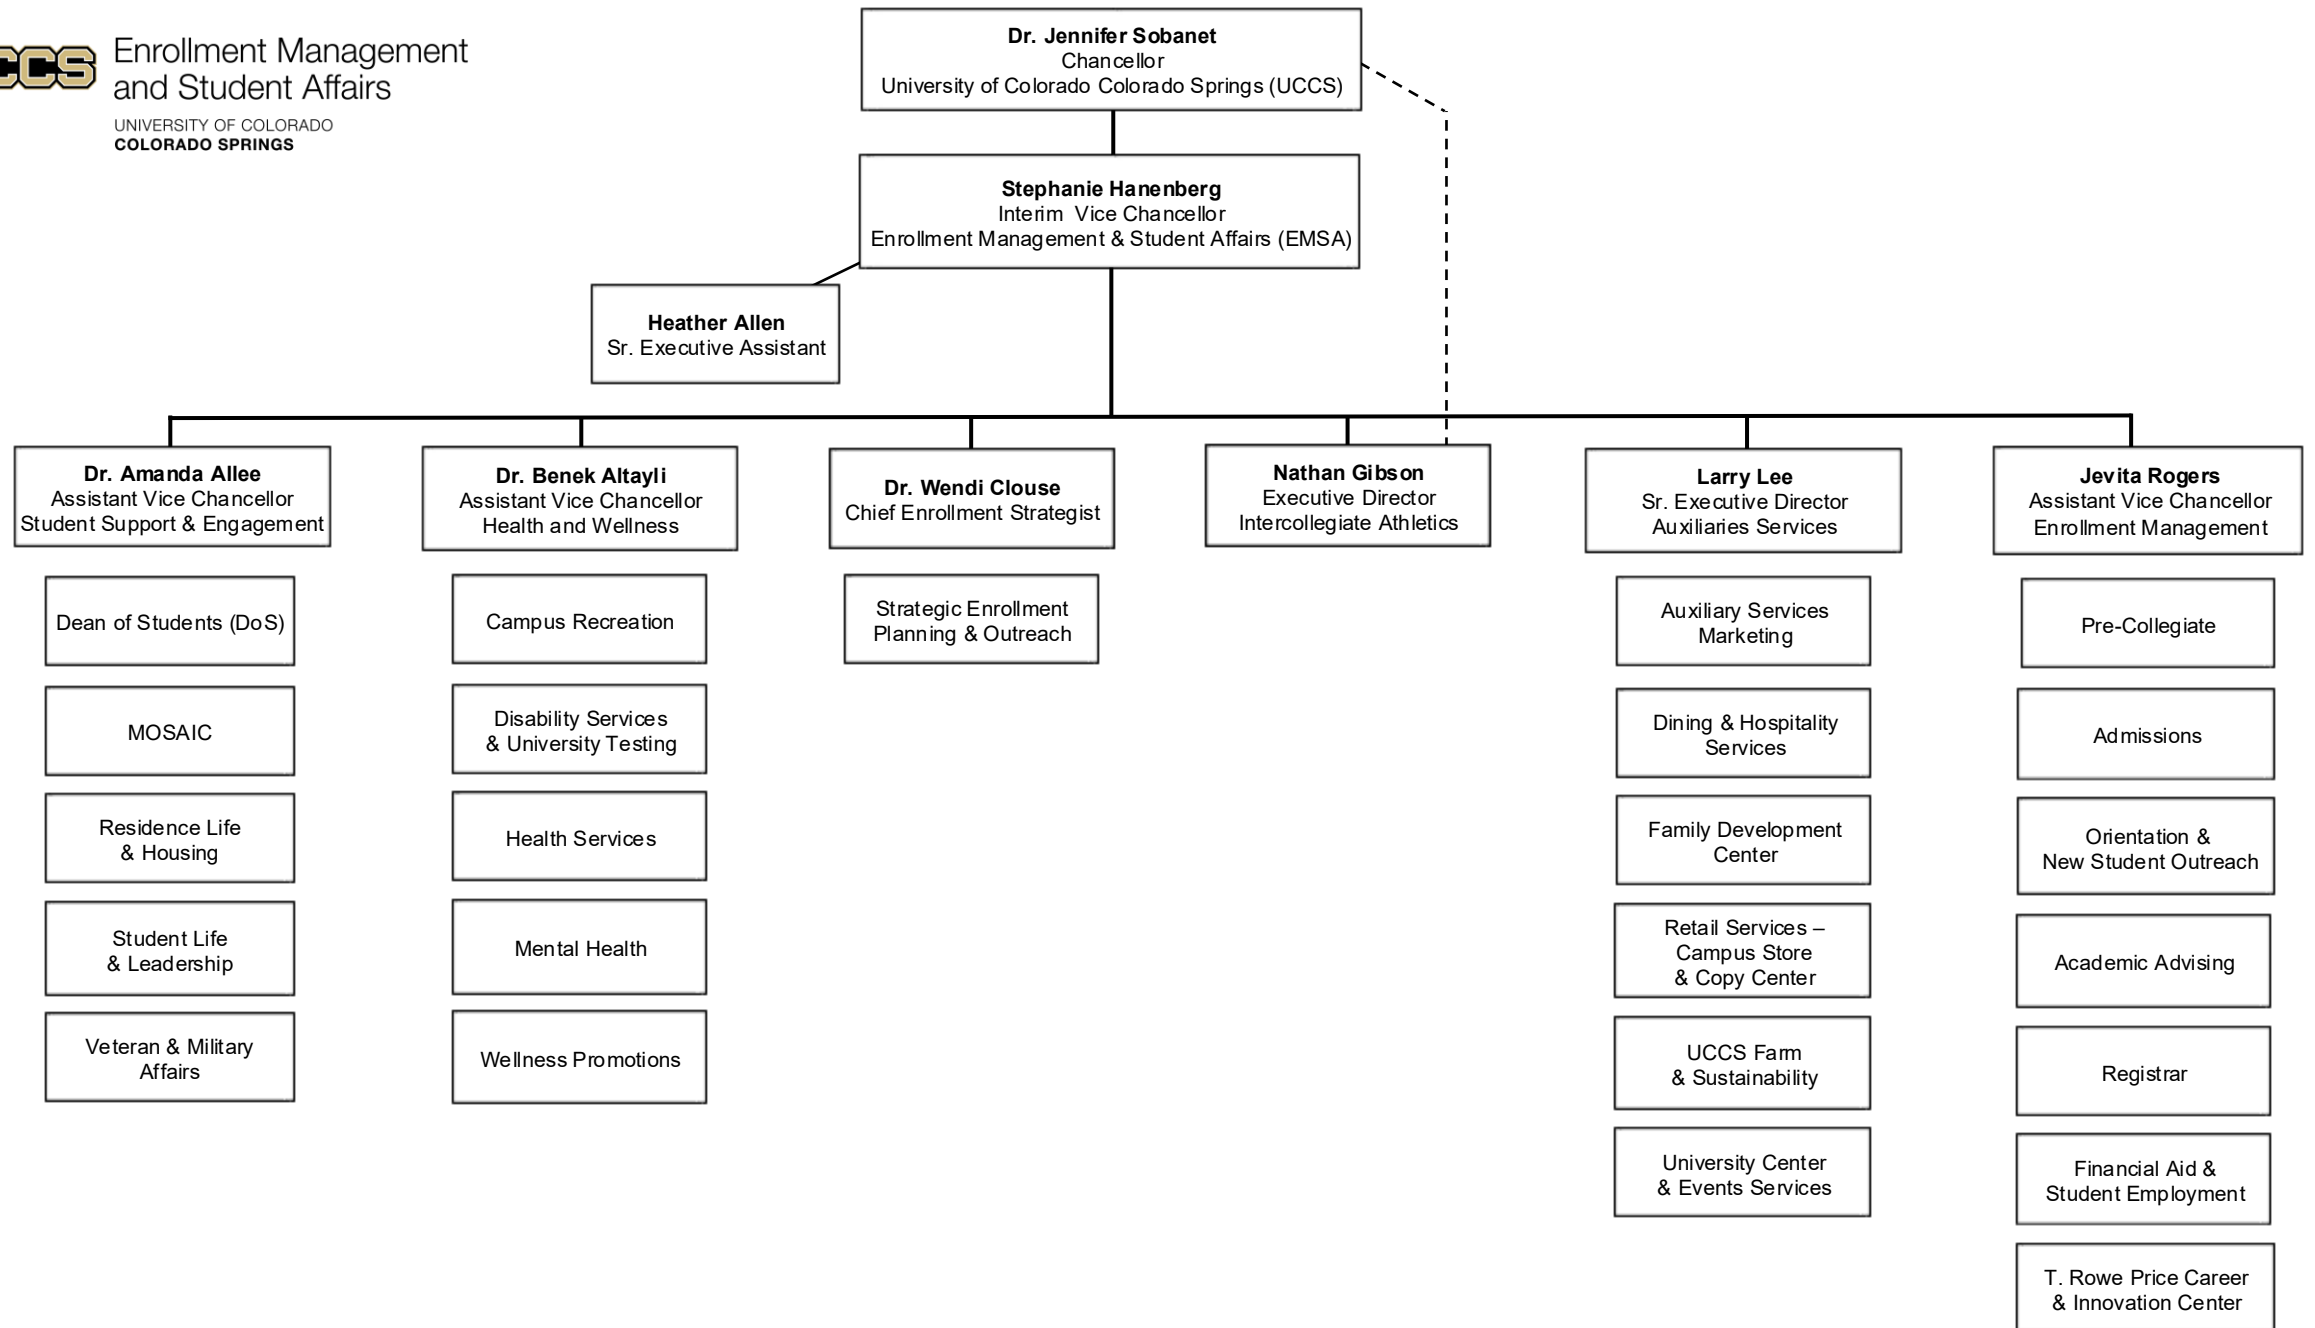 CCS
Enrollment Management
and Student Affairs
UNIVERSITY OF COLORADO
COLORADO SPRINGS
Dr. Jennifer Sobanet
Chancellor
University of Colorado Colorado Springs (UCCS)
Stephanie Hanenberg
Interim Vice Chancellor
Enrollment Management & Student Affairs (EMSA)
Heather Allen
Sr. Executive Assistant
Dr. Amanda Allee
Assistant Vice Chancellor
Student Support & Engagement
Dean of Students (DoS)
MOSAIC
Residence Life
& Housing
Student Life
& Leadership
Veteran & Military
Affairs
Dr. Benek Altayli
Assistant Vice Chancellor
Health and Wellness
Campus Recreation
Disability Services
& University Testing
Health Services
Mental Health
Wellness Promotions
Dr. Wendi Clouse
Chief Enrollment Strategist
Strategic Enrollment
Planning & Outreach
Nathan Gibson
Executive Director
Intercollegiate Athletics
Larry Lee
Sr. Executive Director
Auxiliaries Services
Auxiliary Services
Marketing
Dining & Hospitality
Services
Family Development
Center
Retail Services –
Campus Store
& Copy Center
UCCS Farm
& Sustainability
University Center
& Events Services
Jevita Rogers
Assistant Vice Chancellor
Enrollment Management
Pre-Collegiate
Admissions
Orientation &
New Student Outreach
Academic Advising
Registrar
Financial Aid &
Student Employment
T. Rowe Price Career
& Innovation Center